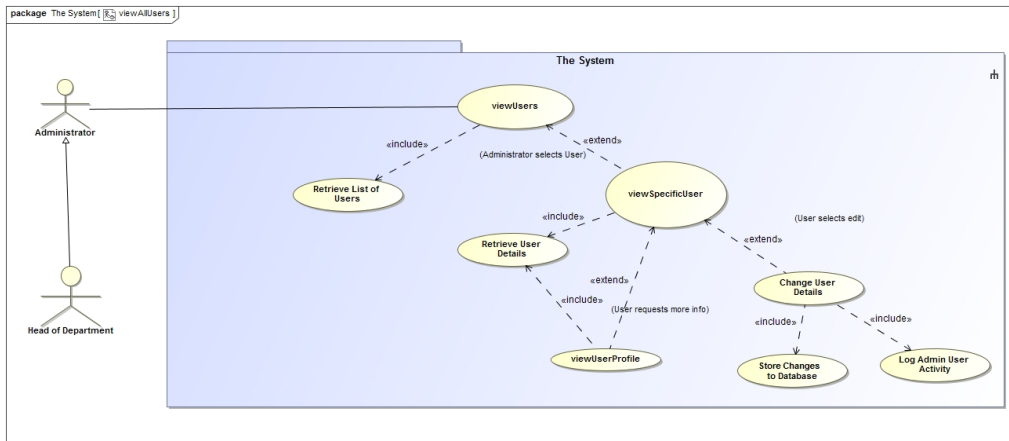 package The System[ viewAllUsers ]
The System
viewUsers
Administrator
«include»
«extend»
(Administrator selects User)
Retrieve List of
Users
viewSpecificUser
«include»
(User selects edit)
Retrieve User
Details
«extend»
«extend»
Change User
Details
«include»
(User requests more info)
Head of Department
«include»
«include»
viewUserProfile
Store Changes
to Database
Log Admin User
Activity